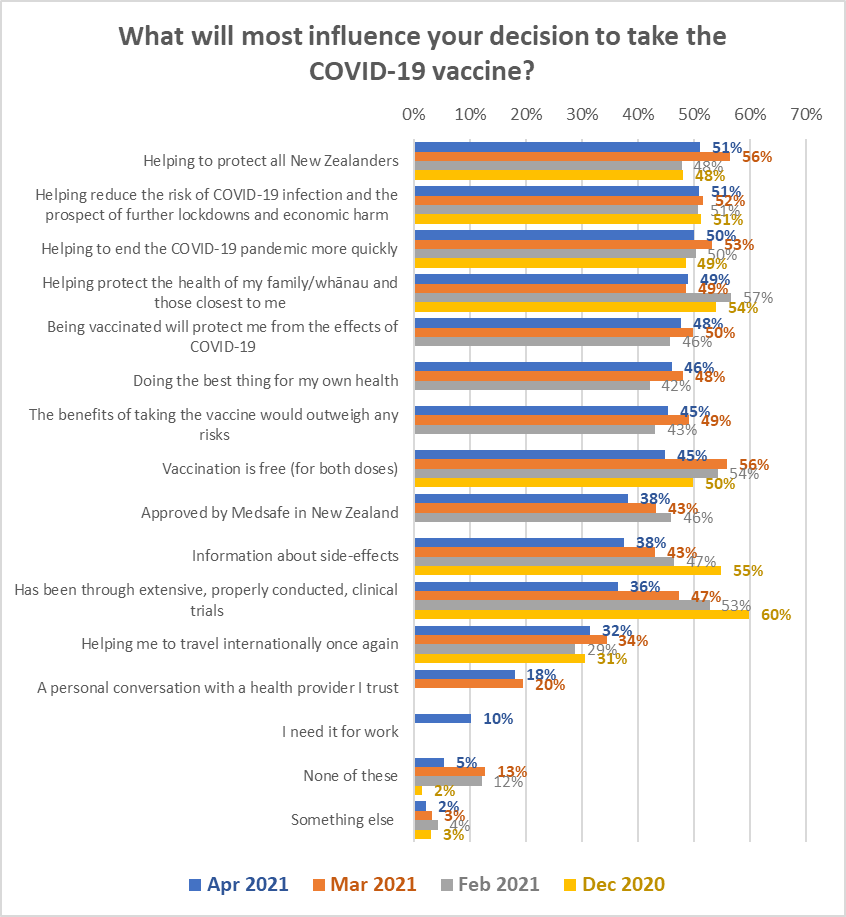 What will most influence your decision to take the
COVID-19 vaccine?
0% 10% 20% 30% 40% 50% 60% 70%
Helping to protect all New Zealanders
51%
56%
48%
48%
Helping reduce the risk of COVID-19 infection and the
prospect of further lockdowns and economic harm
51%
52%
51%
51%
Helping to end the COVID-19 pandemic more quickly
50%
53%
50%
49%
Helping protect the health of my family/whānau and
those closest to me
49%
49%
57%
54%
Being vaccinated will protect me from the effects of
COVID-19
48%
50%
46%
Doing the best thing for my own health
46%
48%
42%
The benefits of taking the vaccine would outweigh any
risks
45%
49%
43%
Vaccination is free (for both doses)
45%
56%
54%
50%
Approved by Medsafe in New Zealand
38%
43%
46%
Information about side-effects
38%
43%
47%
55%
Has been through extensive, properly conducted, clinical
trials
36%
47%
53%
60%
Helping me to travel internationally once again
32%
34%
29%
31%
A personal conversation with a health provider I trust
18%
20%
I need it for work
10%
None of these
5%
13%
12%
2%
Something else
2%
3%
4%
3%
Apr 2021 Mar 2021 Feb 2021 Dec 2020